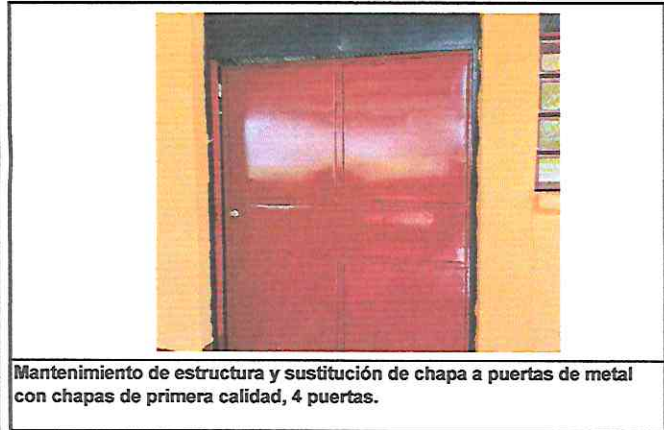 Mantenimiento de estructura y sustitución de chapa a puertas de metal
con chapas de primera calidad, 4 puertas.